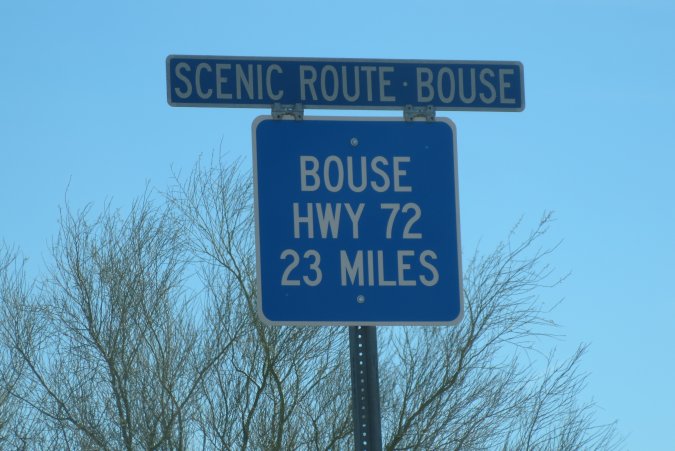 SCENIC ROUTE · BOUSE
BOUSE
HWY 72
23 MILES